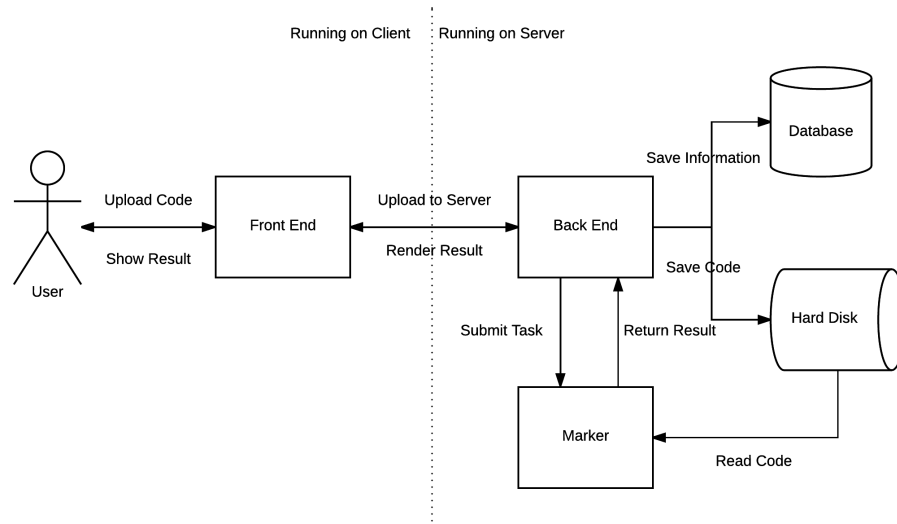 Running on Client
Running on Server
Database
Save Information
Upload Code
Front End
Upload to Server
Back End
Show Result
Render Result
Save Code
User
Submit Task
Return Result
Hard Disk
Marker
Read Code